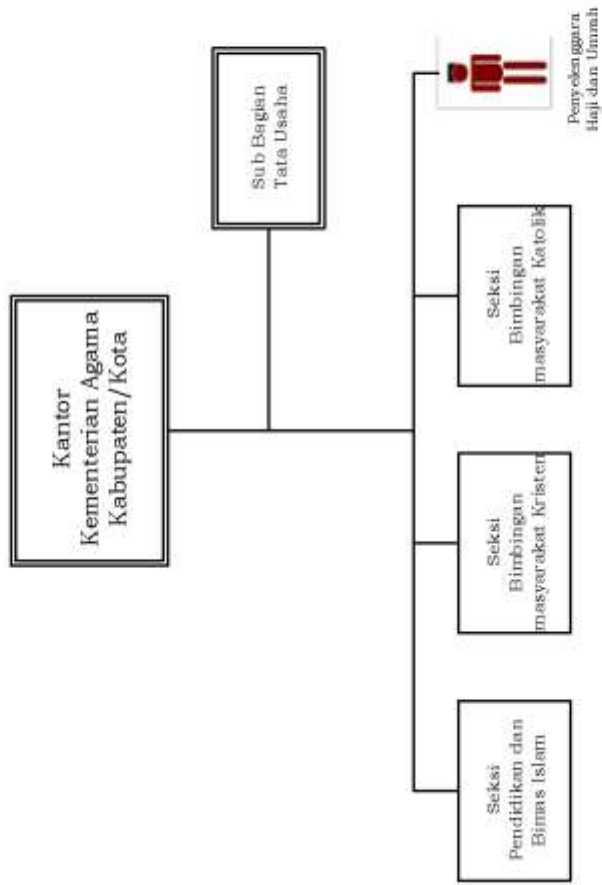 Kantor
Kementerian Agama
Kabupaten/Kota
Sub Bagian
Tata Usaha
Seksi
Pendidikan dan
Bimas Islam
Seksi
Bimbingan
masyarakat Kristen
Seksi
Bimbingan
masyarakat Katolik
Penyelenggara
Haji dan Umrah